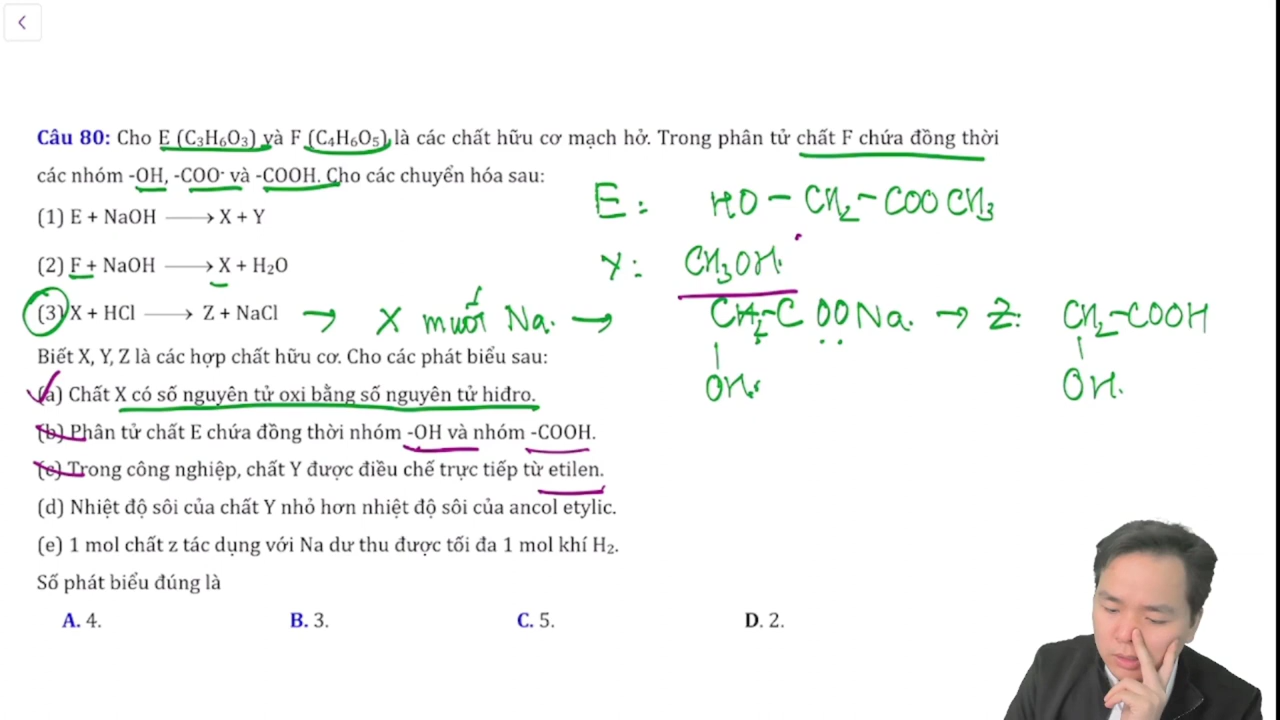 Câu 80: Cho E (C₃H₆O₃) và F (C₄H₆O₅) là các chất hữu cơ mạch hở. Trong phân tử chất F chứa đồng thời
các nhóm -OH, -COO- và -COOH. Cho các chuyển hóa sau:
E: HO - CH₂ - COOCH₃
(1) E + NaOH ⟶ X + Y
Y: CH₃OH.
(2) F + NaOH ⟶ X + H₂O
(3) X + HCl ⟶ Z + NaCl → X muối Na. → CH₂-COONa. → Z: CH₂-COOH
OH OH.
Biết X, Y, Z là các hợp chất hữu cơ. Cho các phát biểu sau:
(a) Chất X có số nguyên tử oxi bằng số nguyên tử hiđro.
(b) Phân tử chất E chứa đồng thời nhóm -OH và nhóm -COOH.
(c) Trong công nghiệp, chất Y được điều chế trực tiếp từ etilen.
(d) Nhiệt độ sôi của chất Y nhỏ hơn nhiệt độ sôi của ancol etylic.
(e) 1 mol chất z tác dụng với Na dư thu được tối đa 1 mol khí H₂.
Số phát biểu đúng là
A. 4. B. 3. C. 5. D. 2.